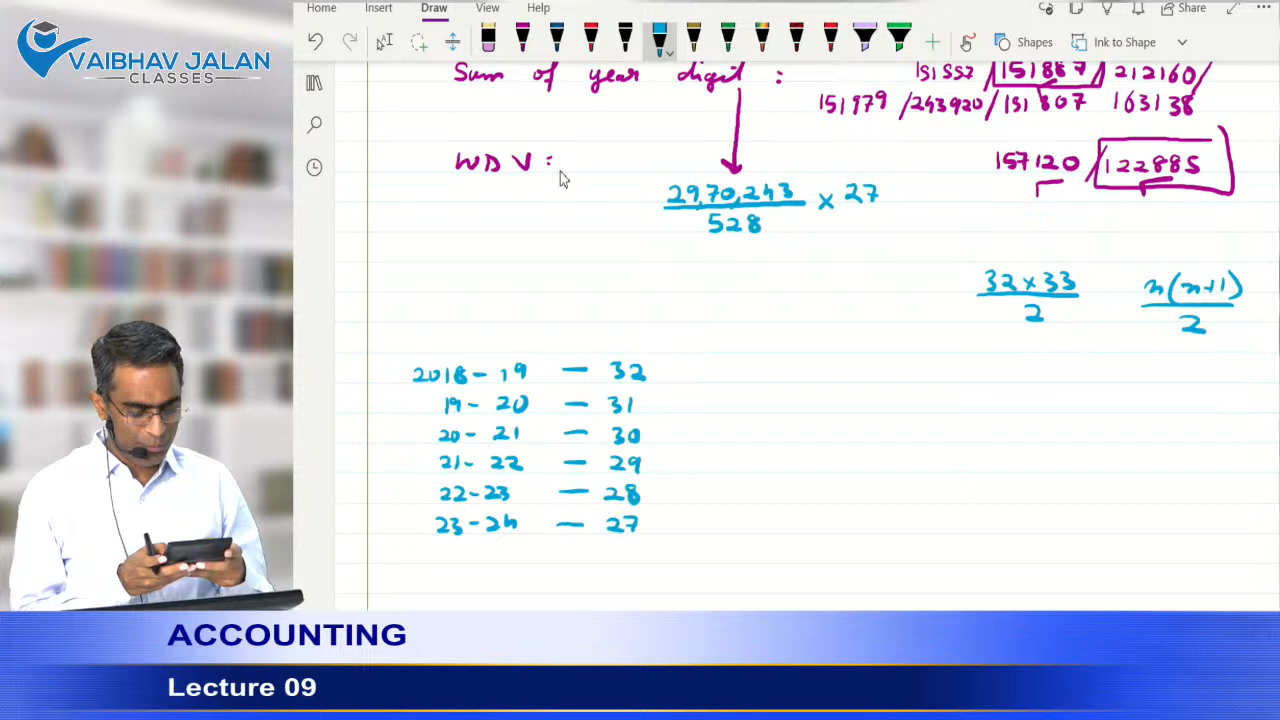 VAIBHAV JALAN
CLASSES
Home Insert Draw View Help
Share
Shapes
Ink to Shape
Sum of year digit :
151557 / 151887 / 212160 /
151979 / 243920 / 151807 163138
WDV :
157120 / 122885
29,70,243 / 528 × 27
32 × 33 / 2
n(n+1) / 2
2018 - 19 — 32
19 - 20 — 31
20 - 21 — 30
21 - 22 — 29
22 - 23 — 28
23 - 24 — 27
ACCOUNTING
Lecture 09